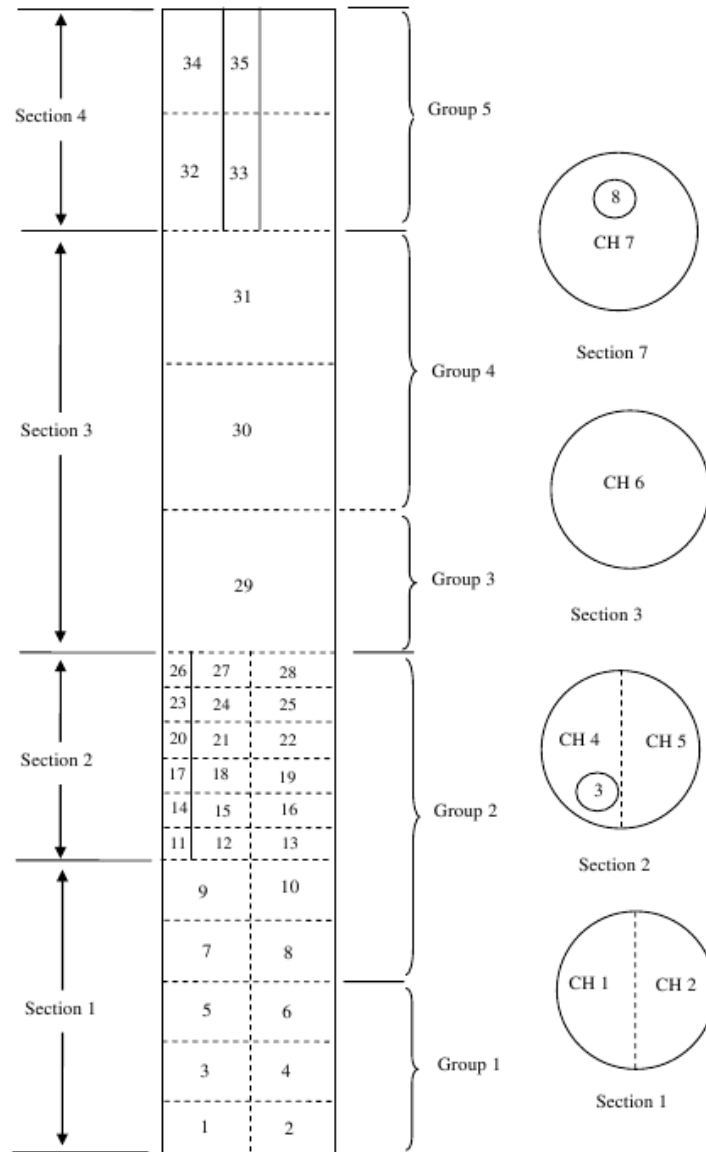 34 35
Section 4
Group 5
32 33
8
CH 7
31
Section 7
Group 4
Section 3
30
CH 6
29
Group 3
Section 3
26 27 28
23 24 25
20 21 22
CH 4 CH 5
Section 2
17 18 19
3
14 15 16
Group 2
11 12 13
Section 2
9 10
7 8
CH 1 CH 2
Section 1
5 6
3 4
Group 1
Section 1
1 2